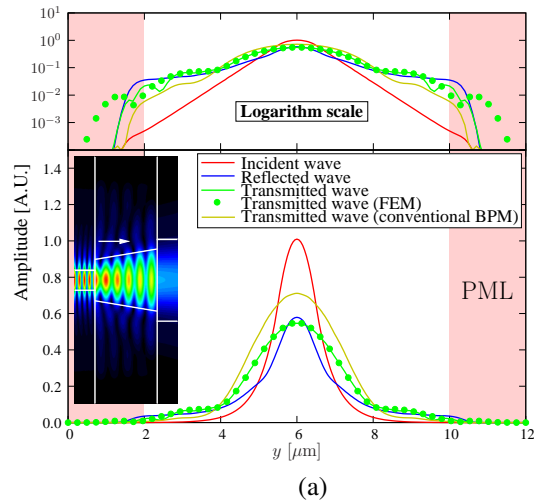 10^0
10^{-1}
10^{-2}
10^{-3}
Logarithm scale
Amplitude [A.U.]
1.4
1.2
1.0
0.8
0.6
0.4
0.2
0.0
Incident wave
Reflected wave
Transmitted wave
Transmitted wave (FEM)
Transmitted wave (conventional BPM)
PML
0 2 4 6 8 10 12
y [μm]
(a)